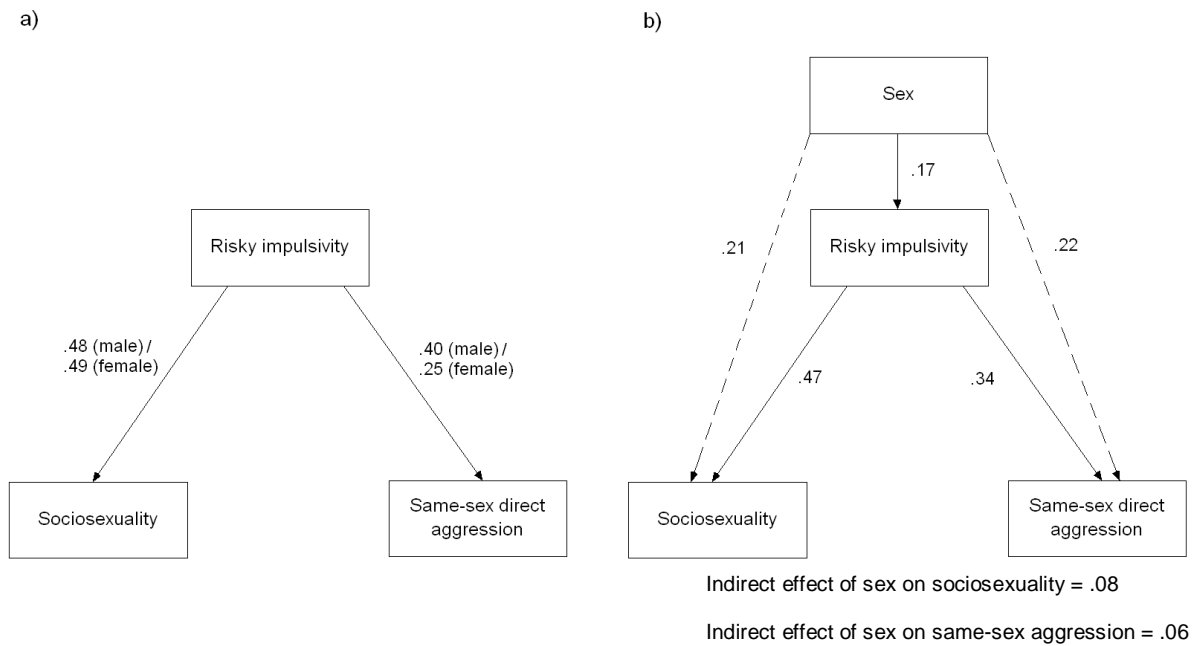 a)
Risky impulsivity
.48 (male) /
.49 (female)
.40 (male) /
.25 (female)
Sociosexuality
Same-sex direct
aggression
b)
Sex
.17
Risky impulsivity
.21
.22
.47
.34
Sociosexuality
Same-sex direct
aggression
Indirect effect of sex on sociosexuality = .08
Indirect effect of sex on same-sex aggression = .06